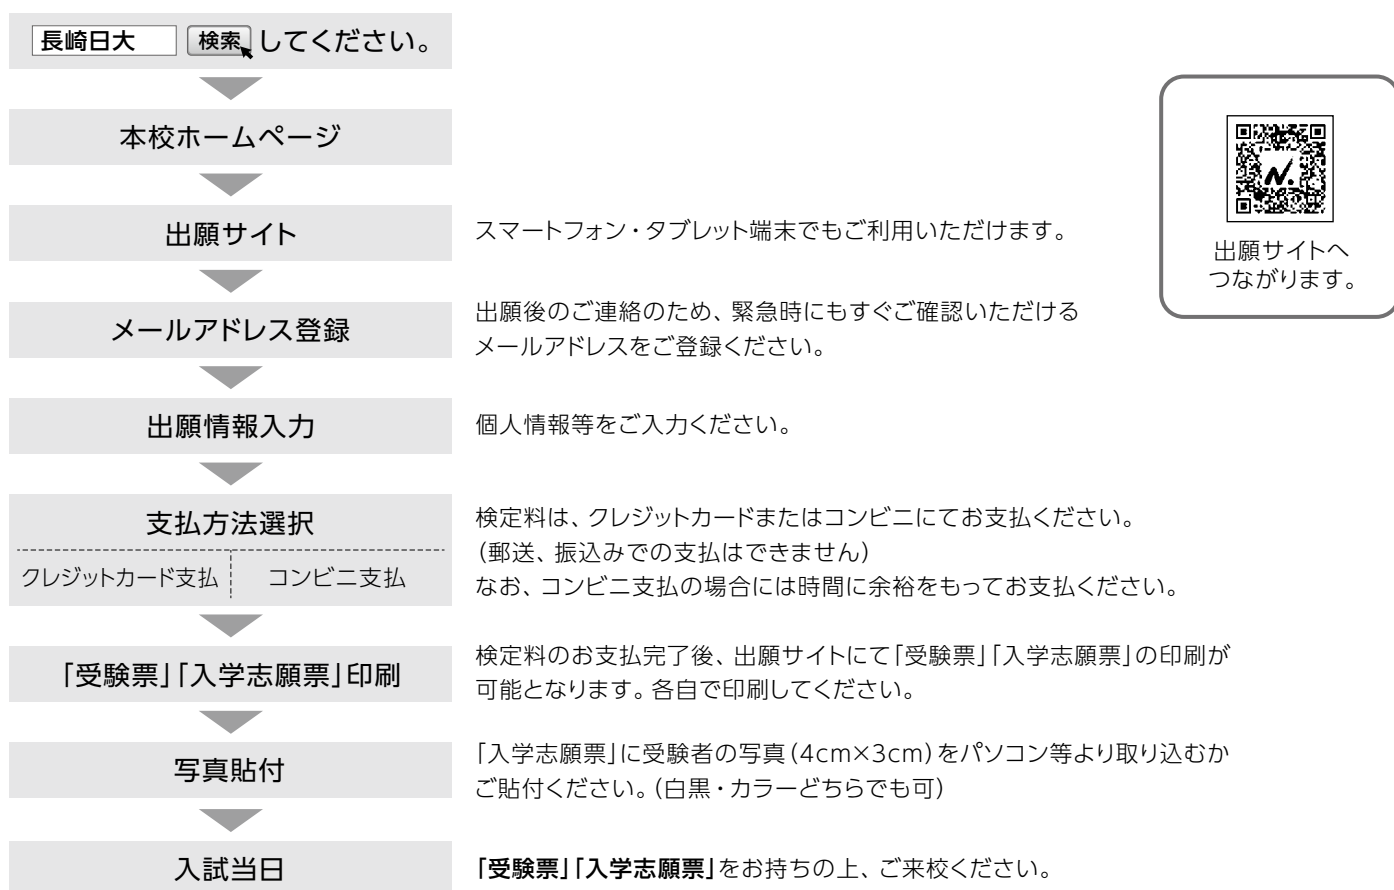 長崎日大 検索 してください。
本校ホームページ
出願サイト
スマートフォン・タブレット端末でもご利用いただけます。
出願サイトへ
つながります。
メールアドレス登録
出願後のご連絡のため、緊急時にもすぐご確認いただける
メールアドレスをご登録ください。
出願情報入力
個人情報等をご入力ください。
支払方法選択
クレジットカード支払 コンビニ支払
検定料は、クレジットカードまたはコンビニにてお支払ください。
（郵送、振込みでの支払はできません）
なお、コンビニ支払の場合には時間に余裕をもってお支払ください。
「受験票」「入学志願票」印刷
検定料のお支払完了後、出願サイトにて「受験票」「入学志願票」の印刷が
可能となります。各自で印刷してください。
写真貼付
「入学志願票」に受験者の写真（4cm×3cm）をパソコン等より取り込むか
ご貼付ください。（白黒・カラーどちらでも可）
入試当日
「受験票」「入学志願票」をお持ちの上、ご来校ください。